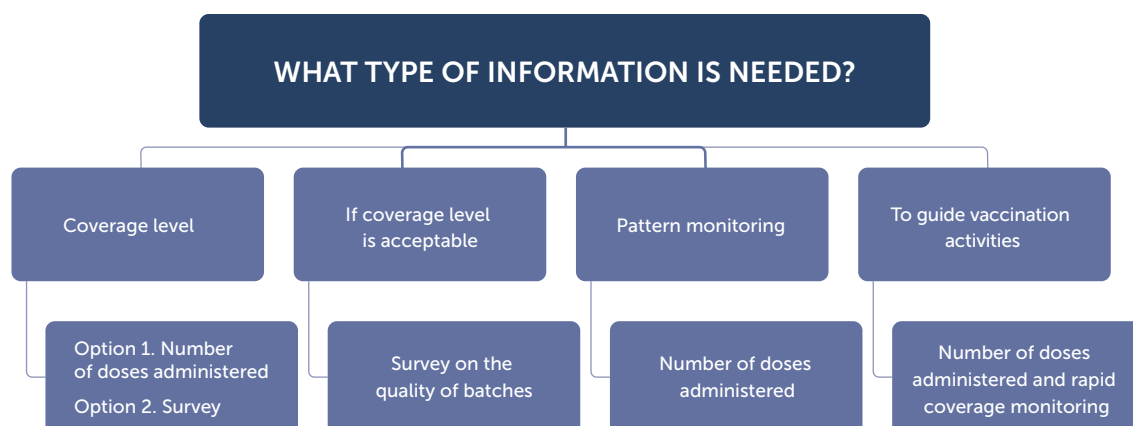 WHAT TYPE OF INFORMATION IS NEEDED?
Coverage level
If coverage level
is acceptable
Pattern monitoring
To guide vaccination
activities
Option 1. Number
of doses administered
Option 2. Survey
Survey on the
quality of batches
Number of doses
administered
Number of doses
administered and rapid
coverage monitoring